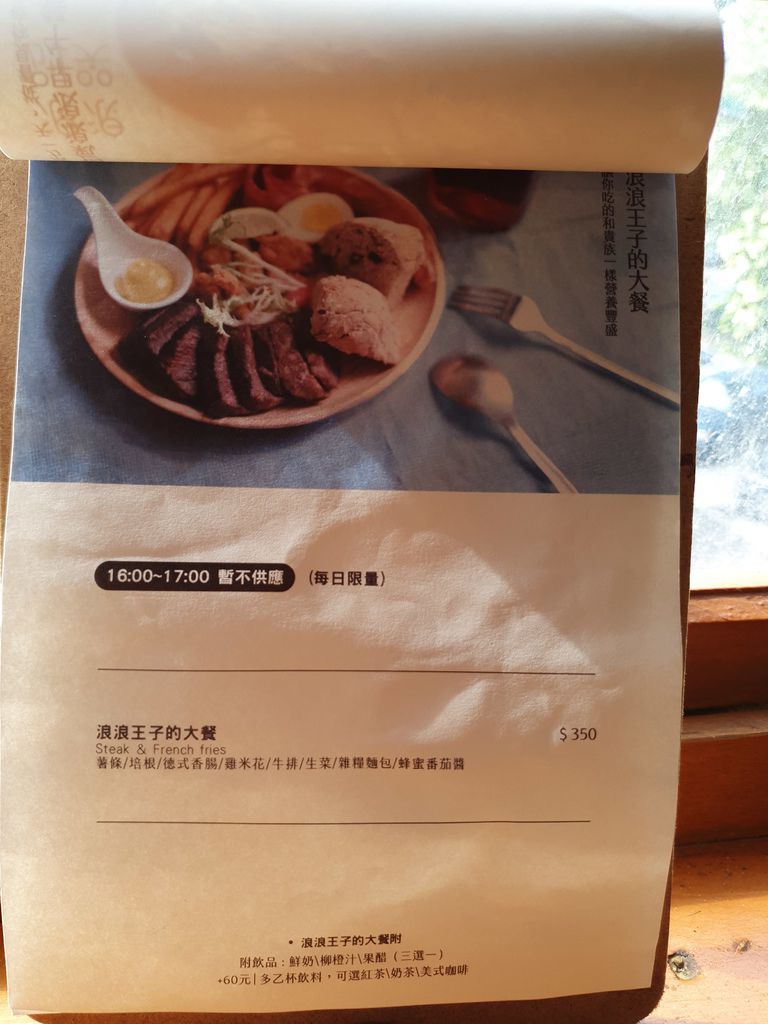 浪浪王子的大餐
讓你吃的和貴族一樣營養豐盛
16:00~17:00 暫不供應 (每日限量)
浪浪王子的大餐 $350
Steak & French fries
薯條/培根/德式香腸/雞米花/牛排/生菜/雜糧麵包/蜂蜜番茄醬
• 浪浪王子的大餐附
附飲品：鮮奶\柳橙汁\果醋（三選一）
+60元|多乙杯飲料，可選紅茶\奶茶\美式咖啡